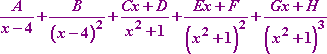 A/(x−4) + B/(x−4)² + (Cx+D)/(x²+1) + (Ex+F)/(x²+1)² + (Gx+H)/(x²+1)³